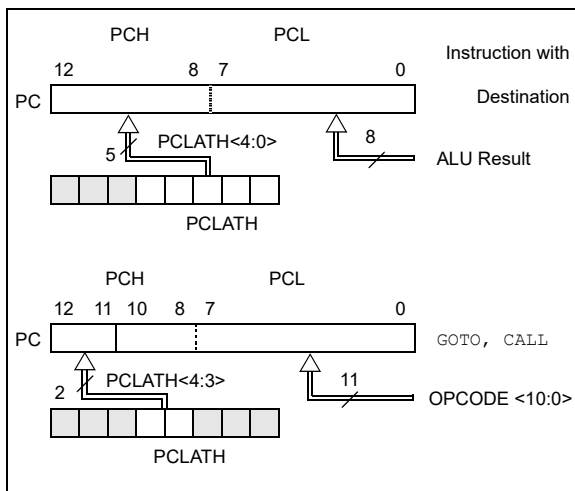 PCH PCL
12 8 7 0 Instruction with
PC Destination
5 PCLATH<4:0> 8 ALU Result
PCLATH
PCH PCL
12 11 10 8 7 0
PC GOTO, CALL
2 PCLATH<4:3> 11 OPCODE <10:0>
PCLATH